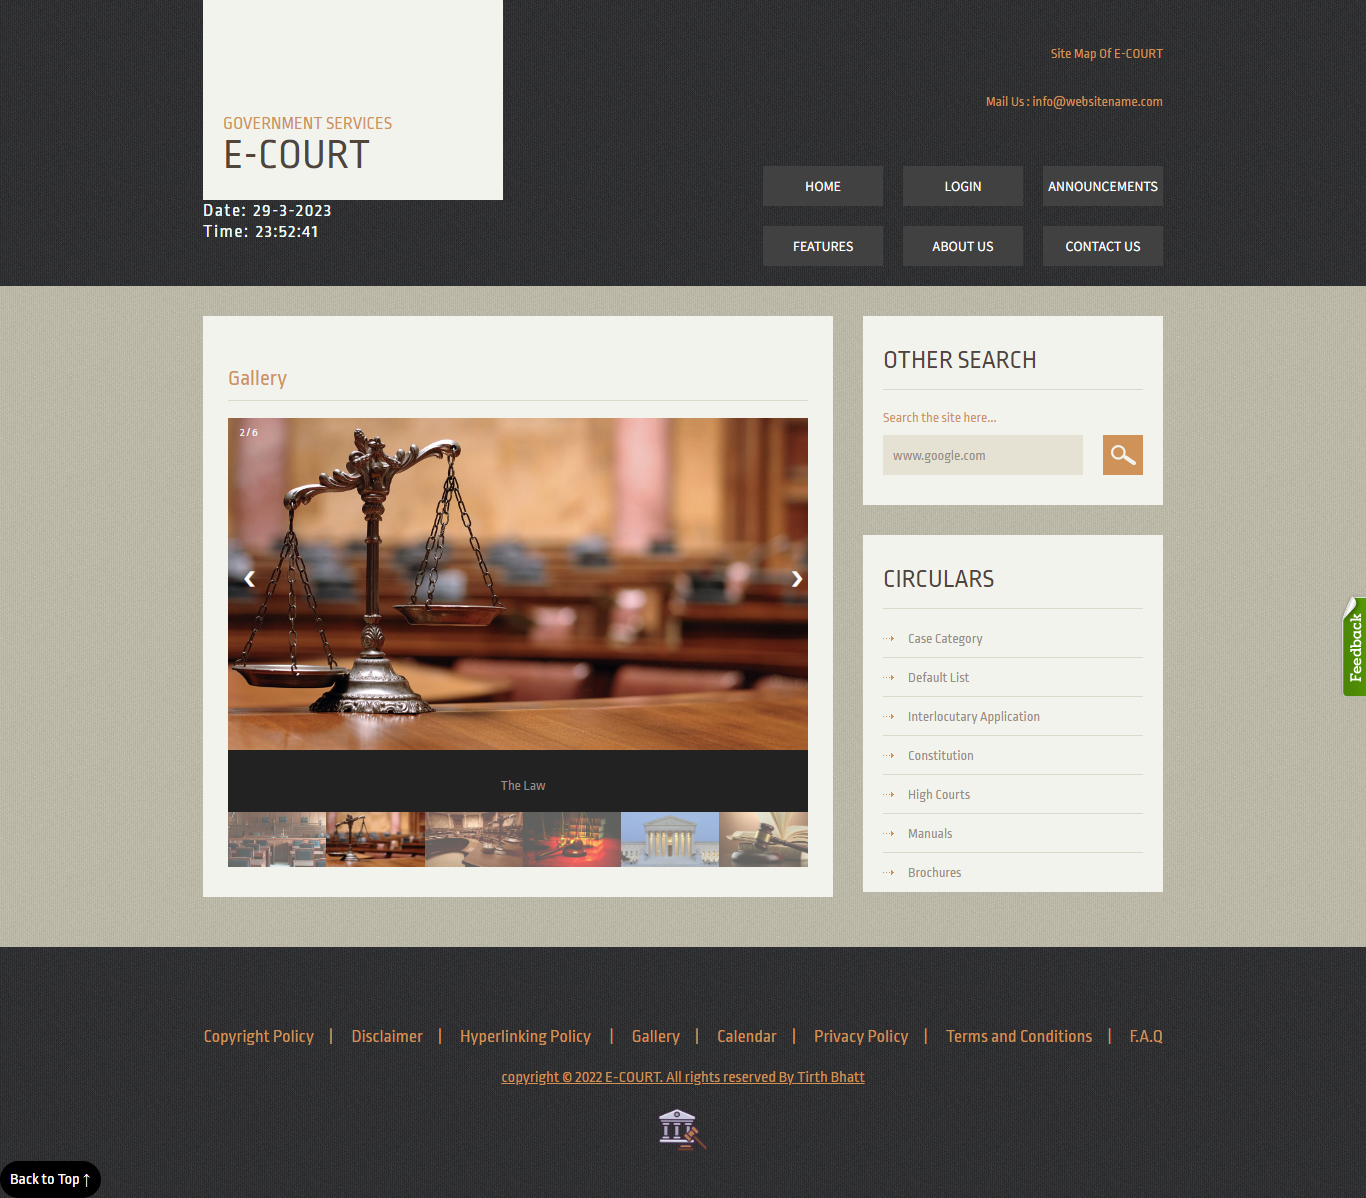 Site Map Of E-COURT
Mail Us : info@websitename.com
GOVERNMENT SERVICES
E-COURT
Date: 29-3-2023
Time: 23:52:41
HOME
LOGIN
ANNOUNCEMENTS
FEATURES
ABOUT US
CONTACT US
Gallery
2 / 6
❮
❯
The Law
OTHER SEARCH
Search the site here...
www.google.com
CIRCULARS
Case Category
Default List
Interlocutary Application
Constitution
High Courts
Manuals
Brochures
Feedback
Copyright Policy | Disclaimer | Hyperlinking Policy | Gallery | Calendar | Privacy Policy | Terms and Conditions | F.A.Q
copyright © 2022 E-COURT. All rights reserved By Tirth Bhatt
Back to Top ↑